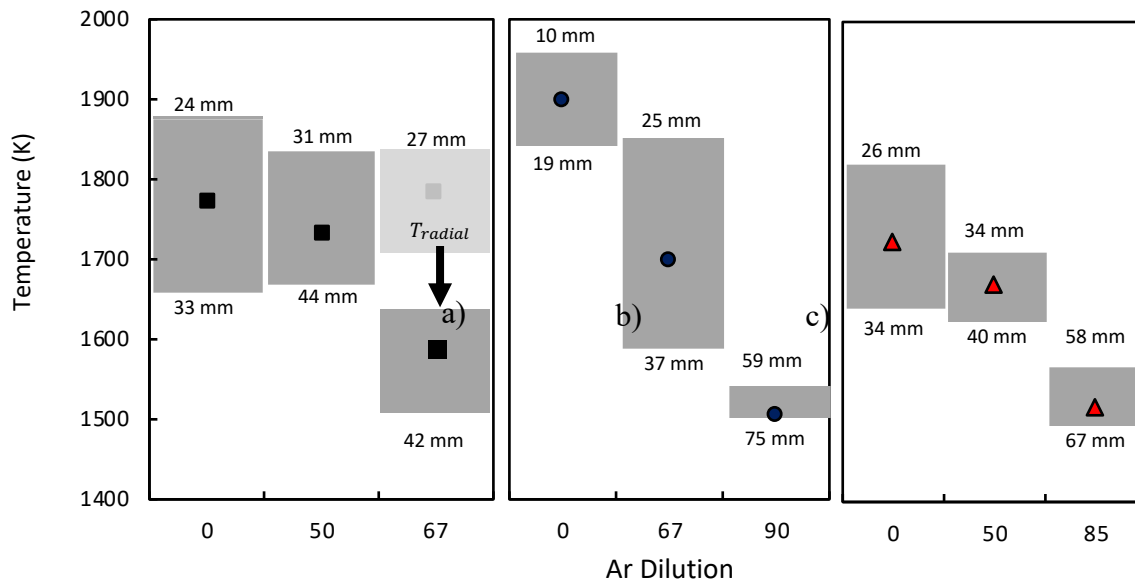 2000
1900
1800
1700
1600
1500
1400
Temperature (K)
24 mm
33 mm
31 mm
44 mm
27 mm
T_radial
42 mm
a)
0
50
67
10 mm
19 mm
25 mm
37 mm
59 mm
75 mm
b)
0
67
90
26 mm
34 mm
34 mm
40 mm
58 mm
67 mm
c)
0
50
85
Ar Dilution